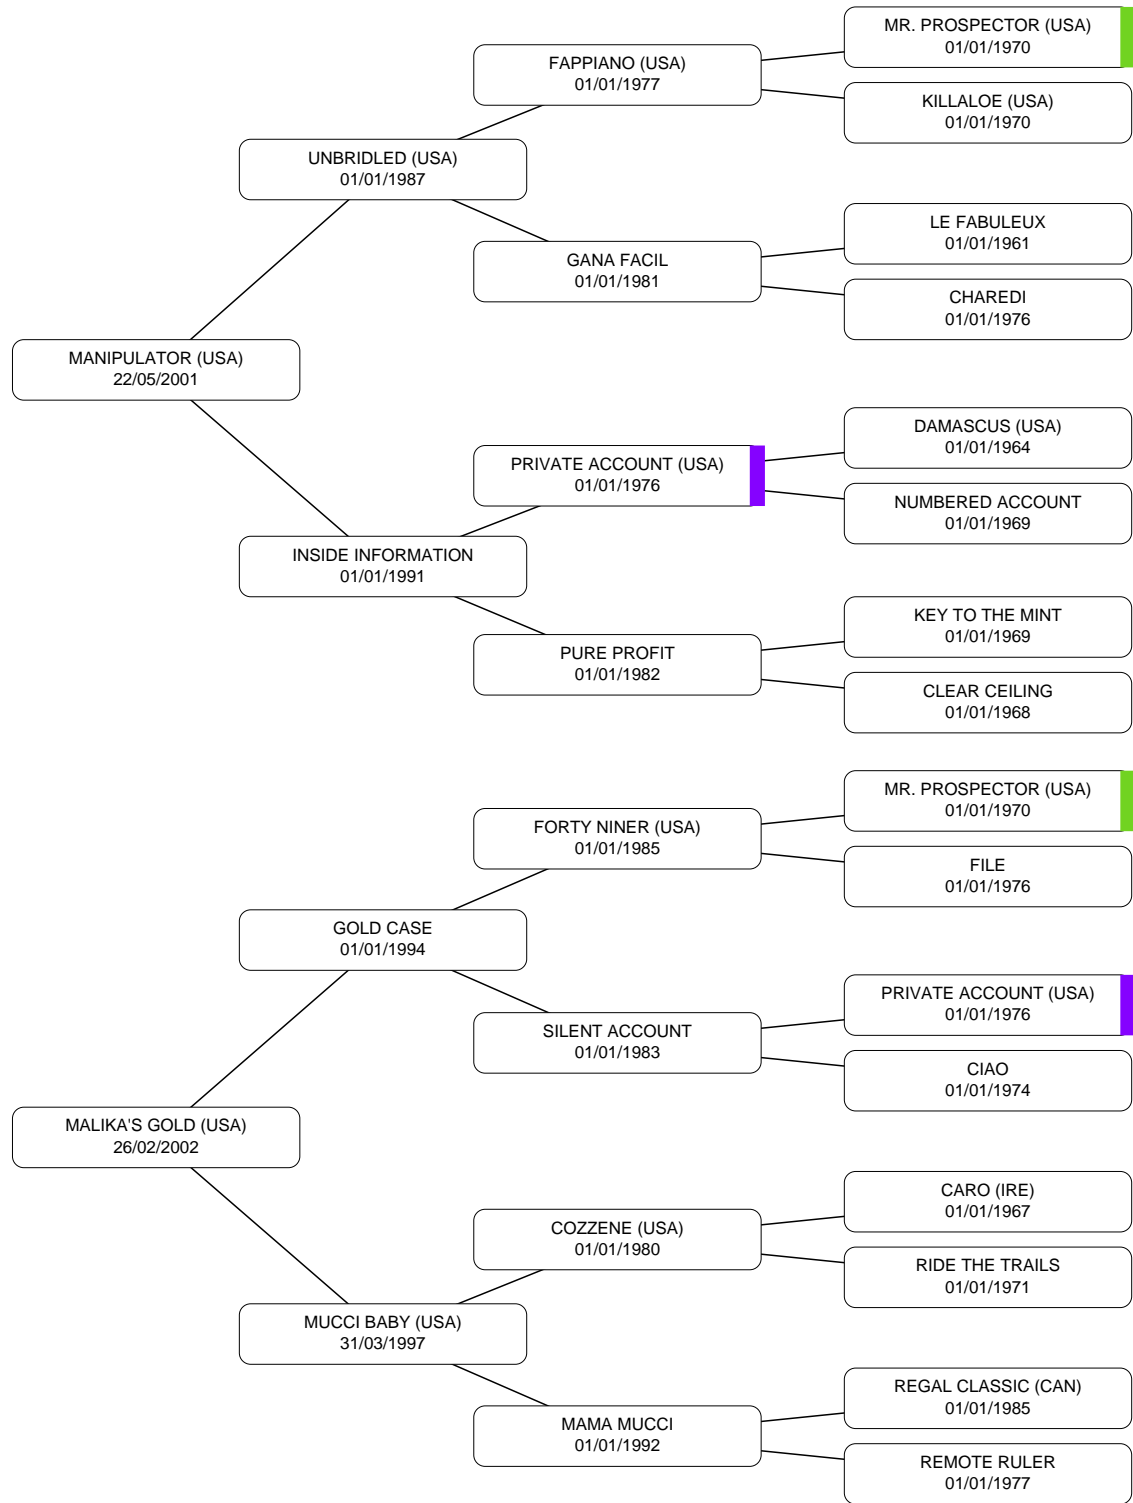 MR. PROSPECTOR (USA)
01/01/1970
FAPPIANO (USA)
01/01/1977
KILLALOE (USA)
01/01/1970
UNBRIDLED (USA)
01/01/1987
LE FABULEUX
01/01/1961
GANA FACIL
01/01/1981
CHAREDI
01/01/1976
MANIPULATOR (USA)
22/05/2001
DAMASCUS (USA)
01/01/1964
PRIVATE ACCOUNT (USA)
01/01/1976
NUMBERED ACCOUNT
01/01/1969
INSIDE INFORMATION
01/01/1991
KEY TO THE MINT
01/01/1969
PURE PROFIT
01/01/1982
CLEAR CEILING
01/01/1968
MR. PROSPECTOR (USA)
01/01/1970
FORTY NINER (USA)
01/01/1985
FILE
01/01/1976
GOLD CASE
01/01/1994
PRIVATE ACCOUNT (USA)
01/01/1976
SILENT ACCOUNT
01/01/1983
CIAO
01/01/1974
MALIKA'S GOLD (USA)
26/02/2002
CARO (IRE)
01/01/1967
COZZENE (USA)
01/01/1980
RIDE THE TRAILS
01/01/1971
MUCCI BABY (USA)
31/03/1997
REGAL CLASSIC (CAN)
01/01/1985
MAMA MUCCI
01/01/1992
REMOTE RULER
01/01/1977